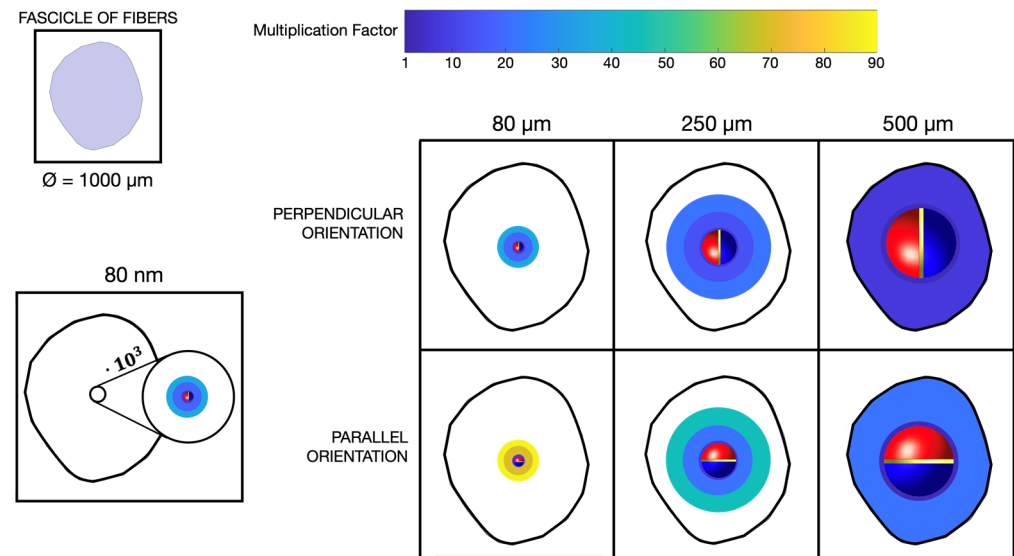 FASCICLE OF FIBERS
Ø = 1000 µm
Multiplication Factor
1 10 20 30 40 50 60 70 80 90
80 µm 250 µm 500 µm
PERPENDICULAR
ORIENTATION
80 nm
· 10³
PARALLEL
ORIENTATION